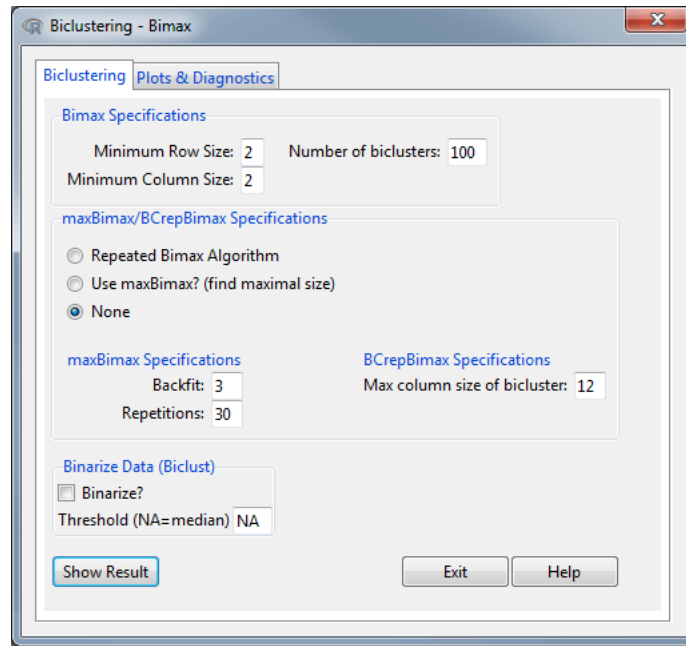 Biclustering - Bimax
Biclustering Plots & Diagnostics
Bimax Specifications
Minimum Row Size: 2 Number of biclusters: 100
Minimum Column Size: 2
maxBimax/BCrepBimax Specifications
Repeated Bimax Algorithm
Use maxBimax? (find maximal size)
None
maxBimax Specifications BCrepBimax Specifications
Backfit: 3 Max column size of bicluster: 12
Repetitions: 30
Binarize Data (Biclust)
Binarize?
Threshold (NA=median) NA
Show Result Exit Help